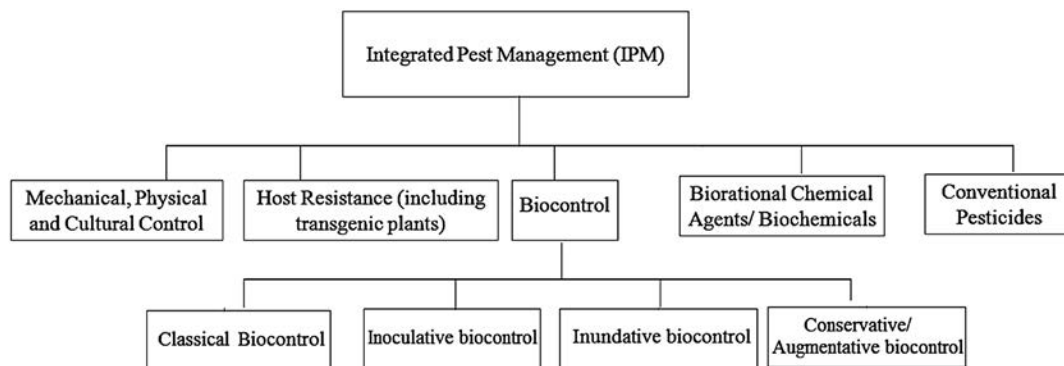 Integrated Pest Management (IPM)
Mechanical, Physical
and Cultural Control
Host Resistance (including
transgenic plants)
Biocontrol
Biorational Chemical
Agents/ Biochemicals
Conventional
Pesticides
Classical Biocontrol
Inoculative biocontrol
Inundative biocontrol
Conservative/
Augmentative biocontrol